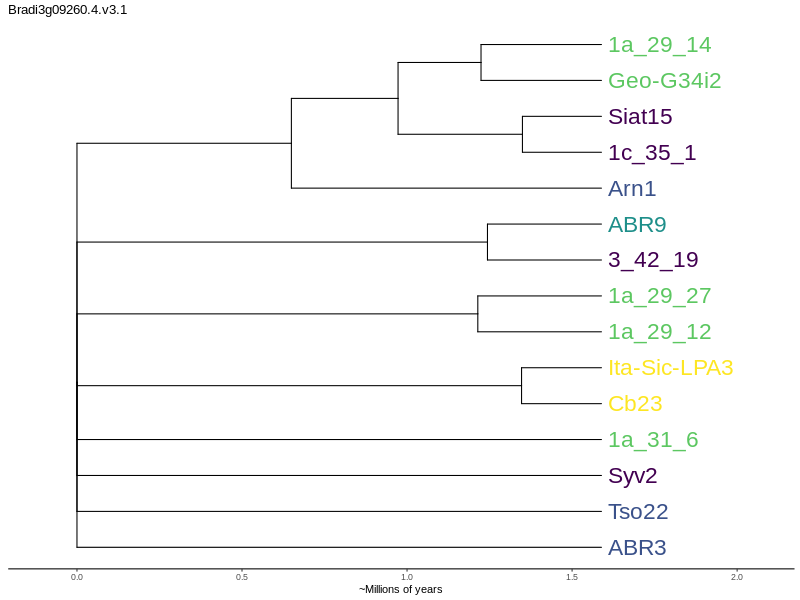 Bradi3g09260.4.v3.1
1a_29_14
Geo-G34i2
Siat15
1c_35_1
Arn1
ABR9
3_42_19
1a_29_27
1a_29_12
Ita-Sic-LPA3
Cb23
1a_31_6
Syv2
Tso22
ABR3
0.0 0.5 1.0 1.5 2.0
~Millions of years